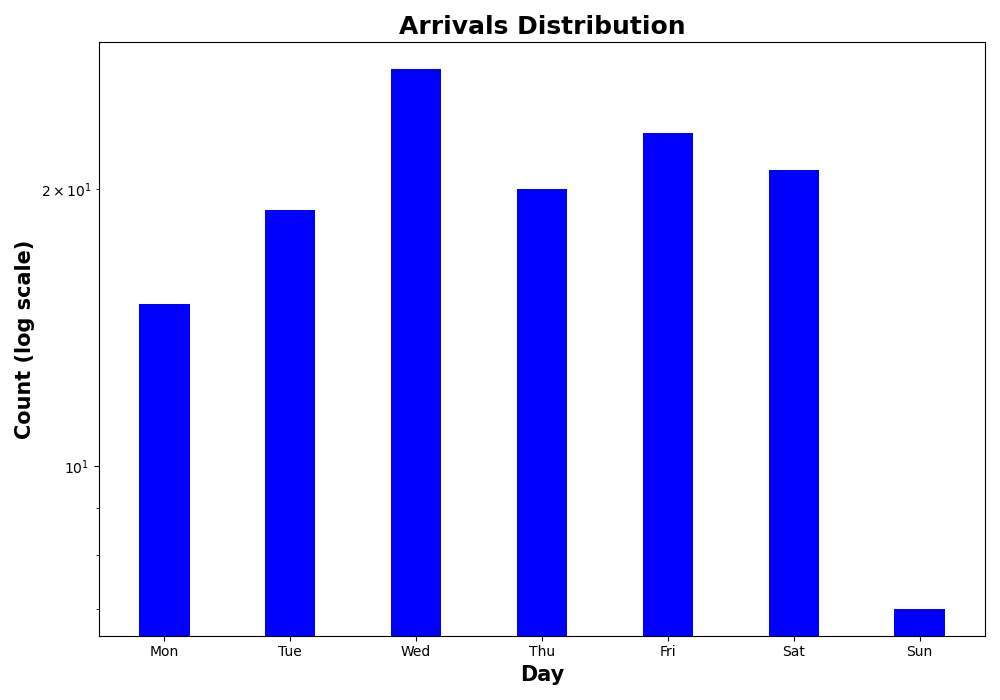 Arrivals Distribution
Count (log scale)
2 × 10¹
10¹
Mon Tue Wed Thu Fri Sat Sun
Day